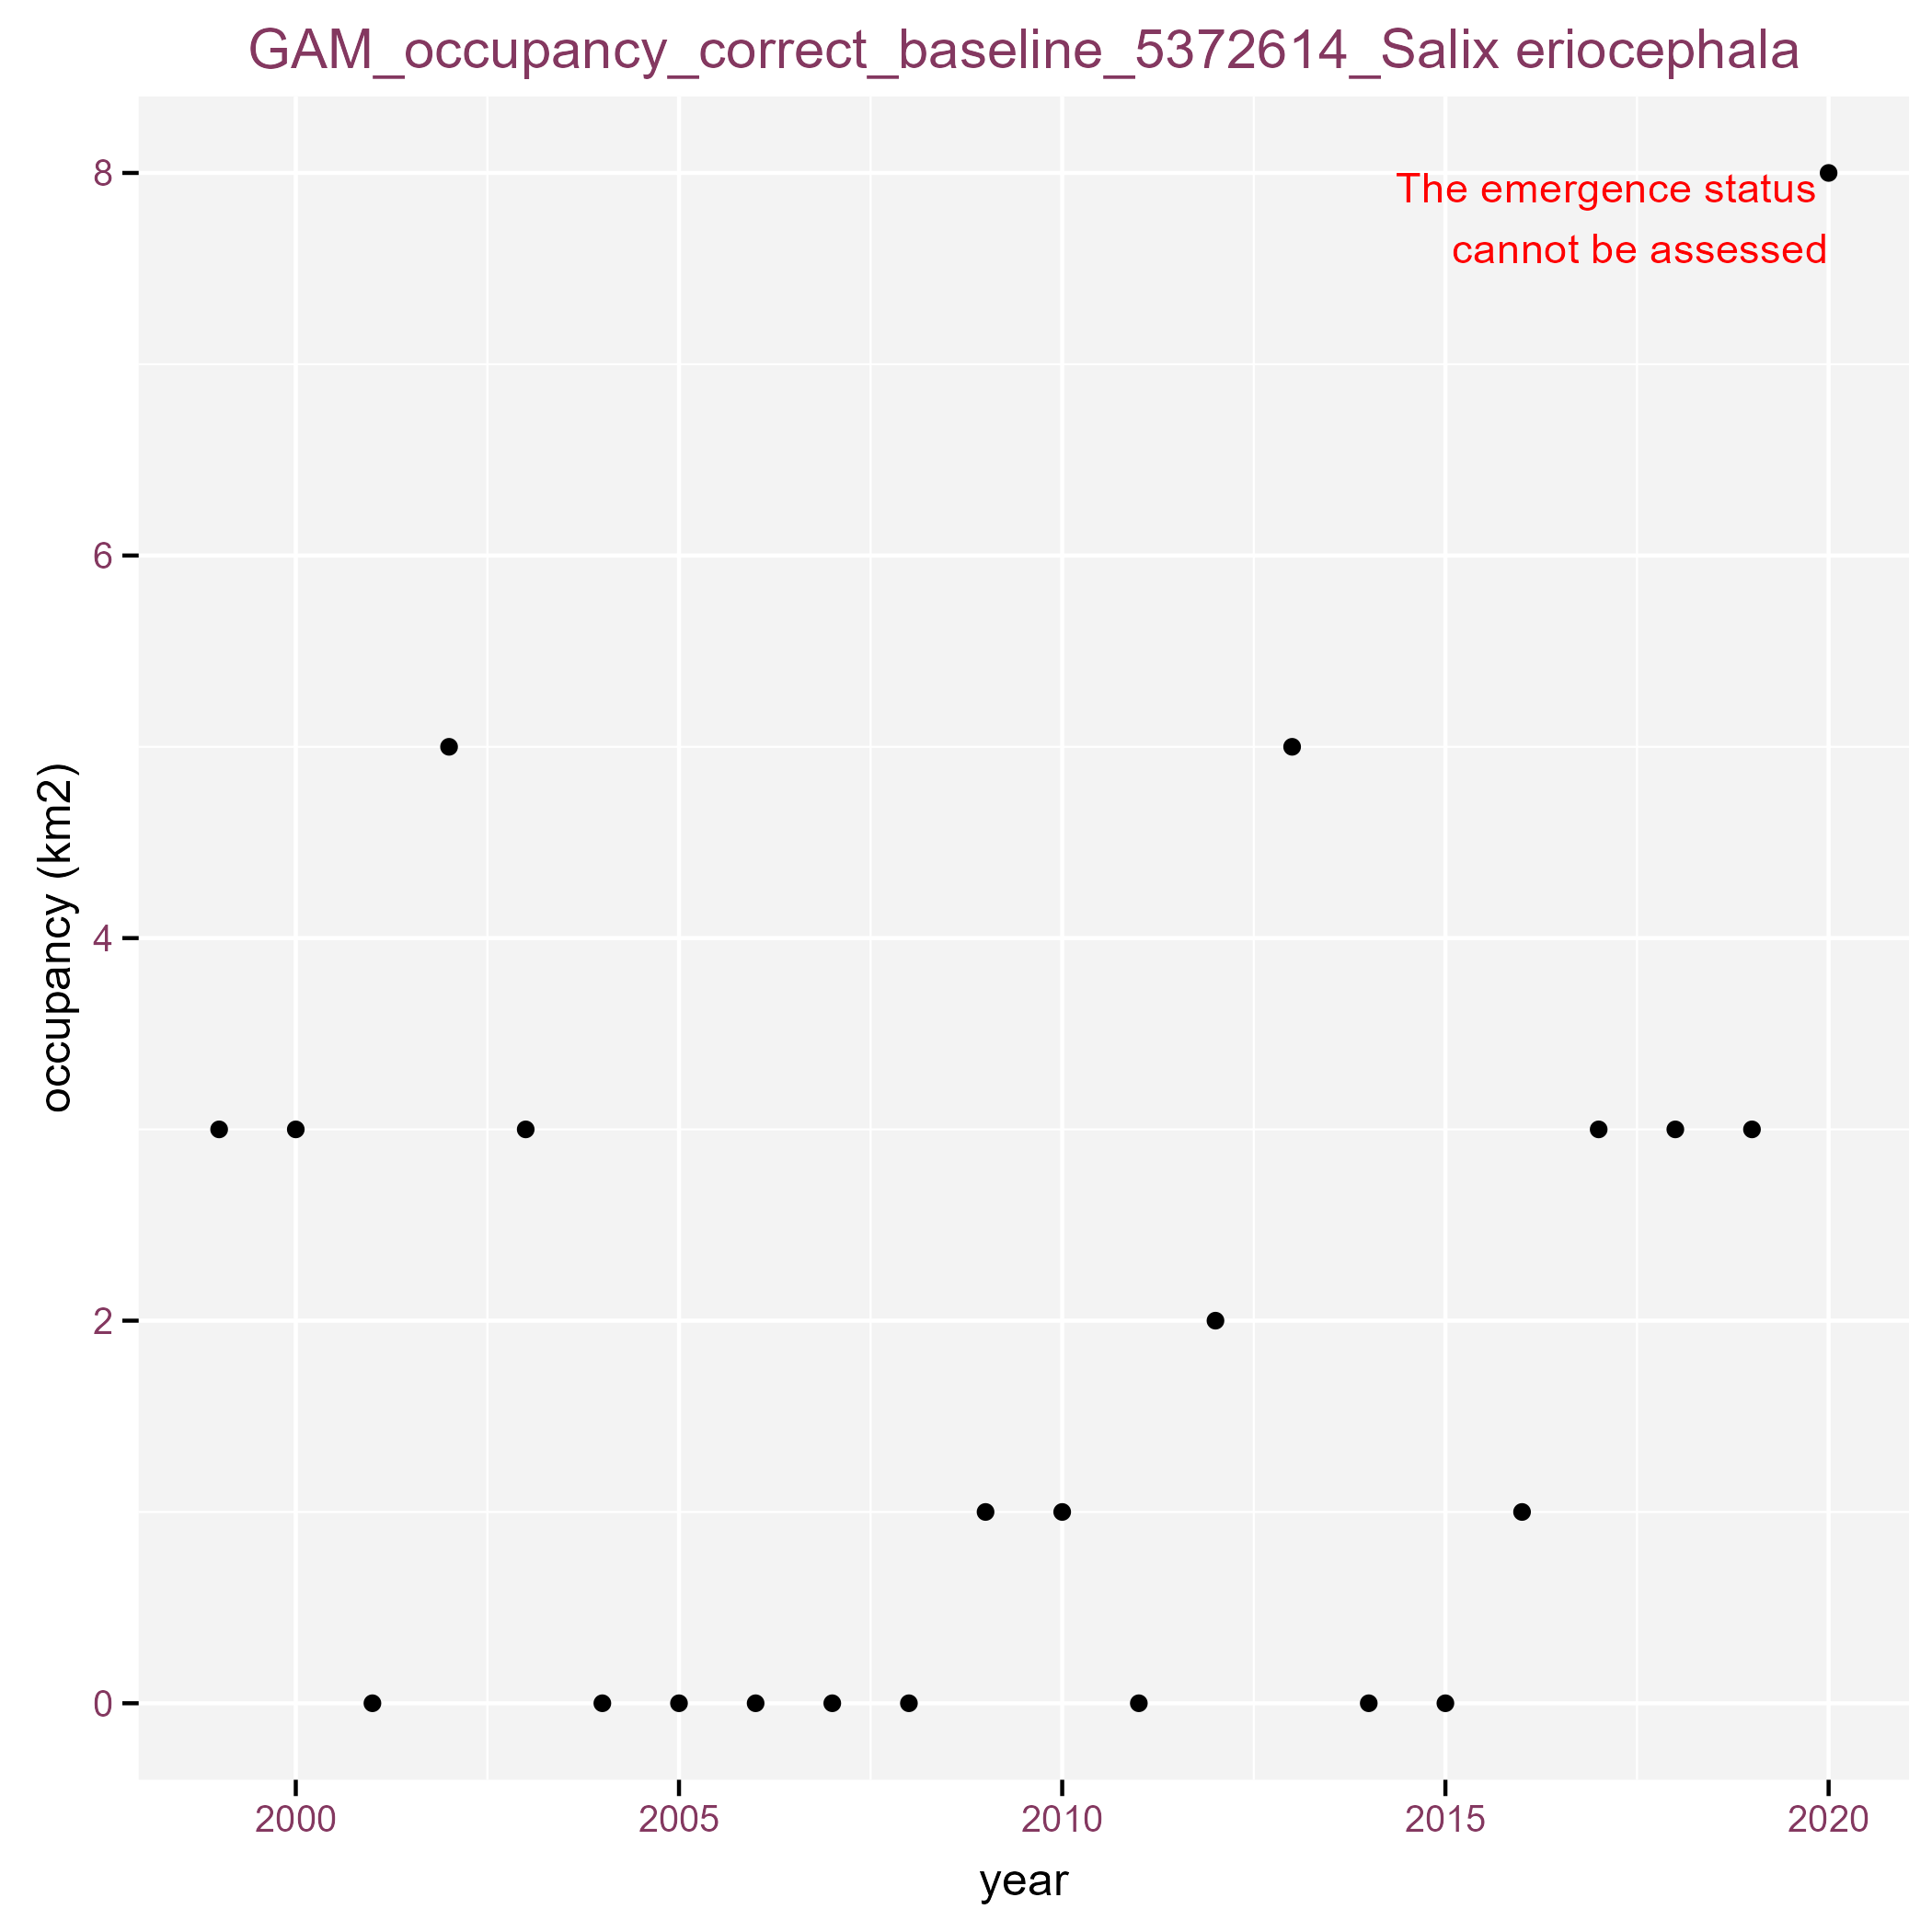 GAM_occupancy_correct_baseline_5372614_Salix eriocephala
8
The emergence status
cannot be assessed
6
occupancy (km2)
4
2
0
2000 2005 2010 2015 2020
year